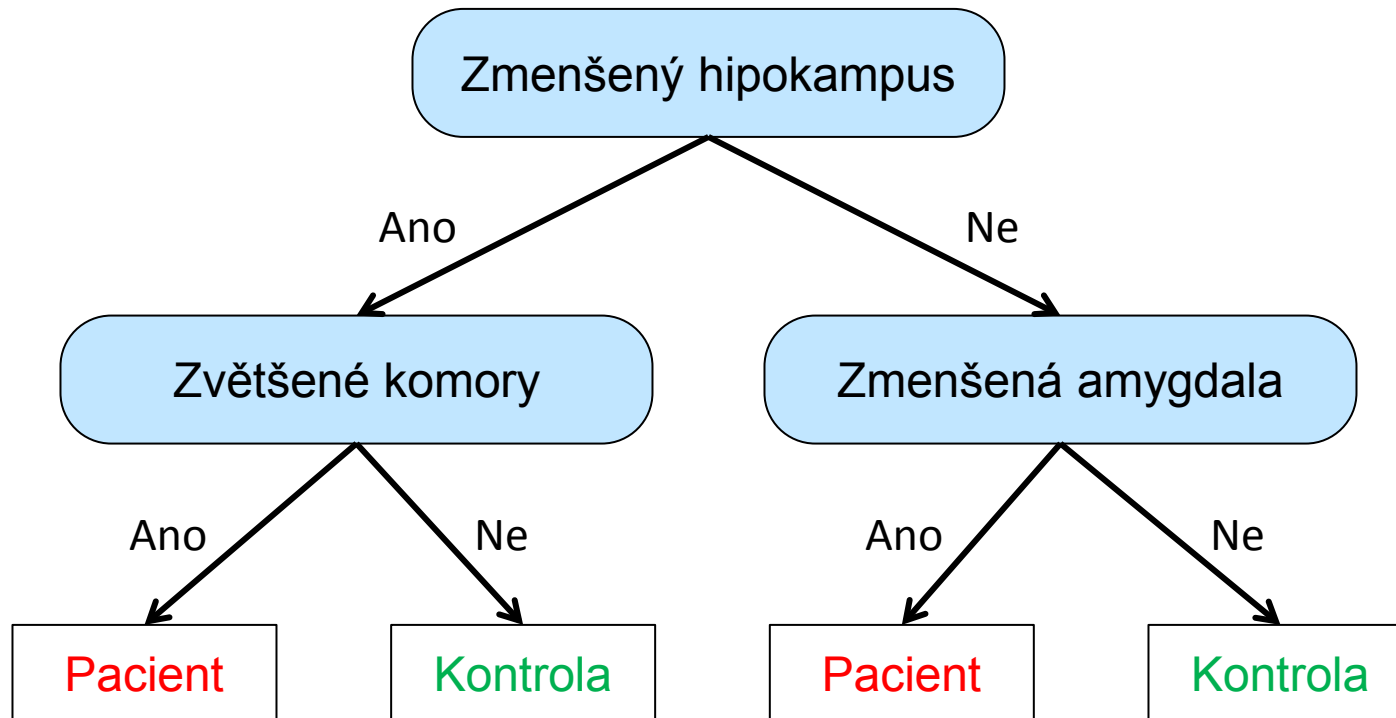 Zmenšený hipokampus
Ano
Ne
Zvětšené komory
Zmenšená amygdala
Ano
Ne
Ano
Ne
Pacient
Kontrola
Pacient
Kontrola